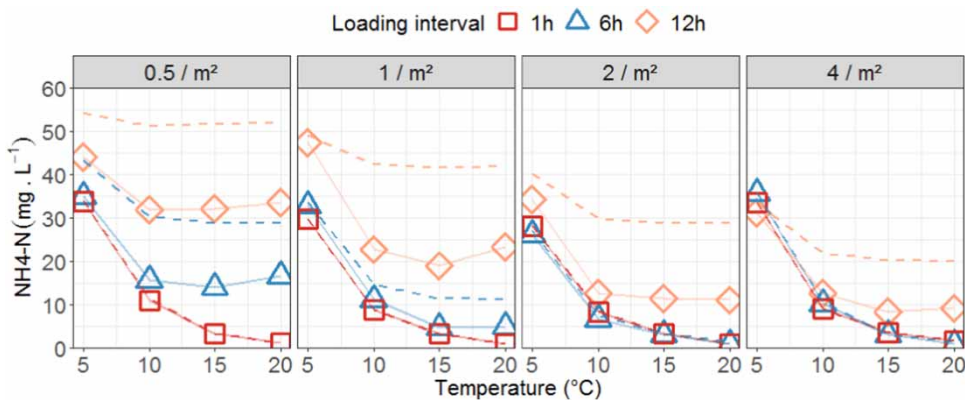 Loading interval 1h 6h 12h
0.5 / m² 1 / m² 2 / m² 4 / m²
NH4-N(mg . L⁻¹)
60
50
40
30
20
10
0
5 10 15 20 5 10 15 20 5 10 15 20 5 10 15 20
Temperature (°C)